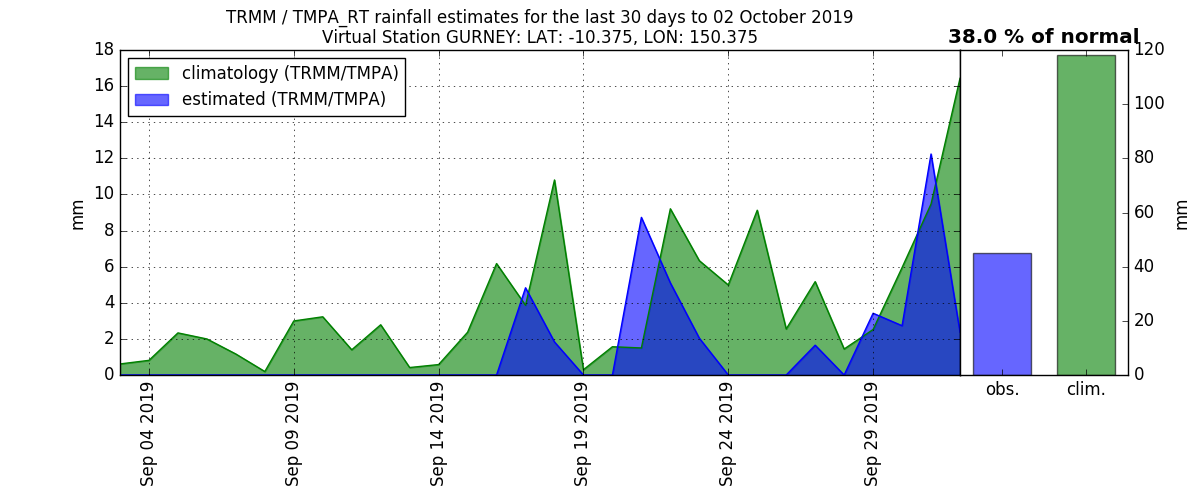 TRMM / TMPA_RT rainfall estimates for the last 30 days to 02 October 2019
Virtual Station GURNEY: LAT: -10.375, LON: 150.375
38.0 % of normal
climatology (TRMM/TMPA)
estimated (TRMM/TMPA)
18
16
14
12
10
8
6
4
2
0
mm
Sep 04 2019
Sep 09 2019
Sep 14 2019
Sep 19 2019
Sep 24 2019
Sep 29 2019
obs.
clim.
120
100
80
60
40
20
0
mm